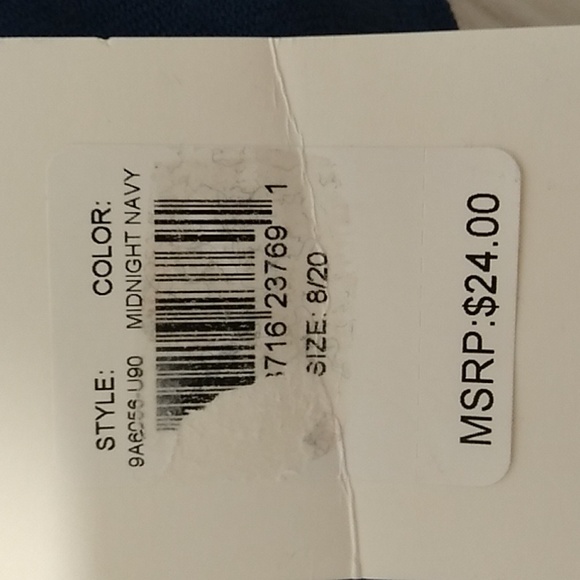 STYLE: COLOR:
MIDNIGHT NAVY
716 23769 1
SIZE: 8/20
MSRP:$24.00